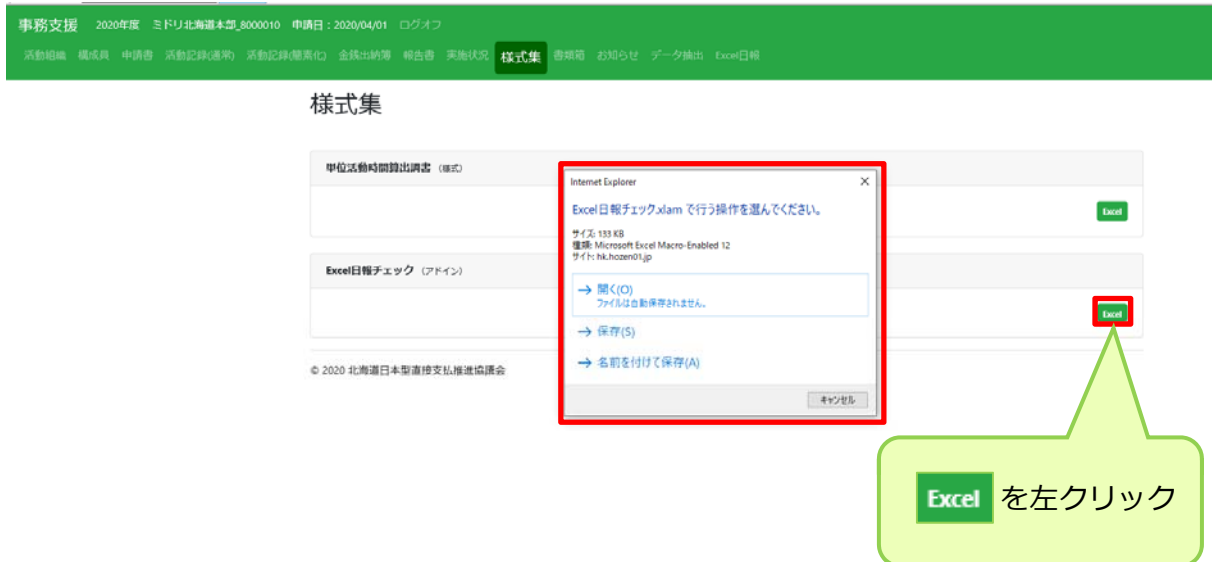 事務支援 2020年度 ミドリ北海道本部_8000010 申請日：2020/04/01 ログオフ
活動組織 構成員 申請書 活動記録(通常) 活動記録(簡素化) 金銭出納簿 報告書 実施状況 様式集 書類箱 お知らせ データ抽出 Excel日報
様式集
単位活動時間算出調書 (様式)
Excel
Excel日報チェック (アドイン)
Excel
© 2020 北海道日本型直接支払推進協議会
Internet Explorer
Excel日報チェック.xlam で行う操作を選んでください。
サイズ: 133 KB
種類: Microsoft Excel Macro-Enabled 12
サイト: hk.hozen01.jp
→ 開く(O)
ファイルは自動保存されません。
→ 保存(S)
→ 名前を付けて保存(A)
キャンセル
Excel を左クリック